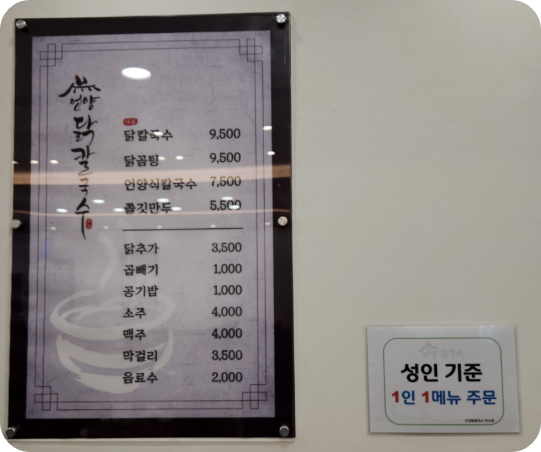 언양
닭칼국수
닭칼국수 9,500
닭곰탕 9,500
언양식칼국수 7,500
쫄깃만두 5,500
닭추가 3,500
곱빼기 1,000
공기밥 1,000
소주 4,000
맥주 4,000
막걸리 3,500
음료수 2,000
성인 기준
1인 1메뉴 주문